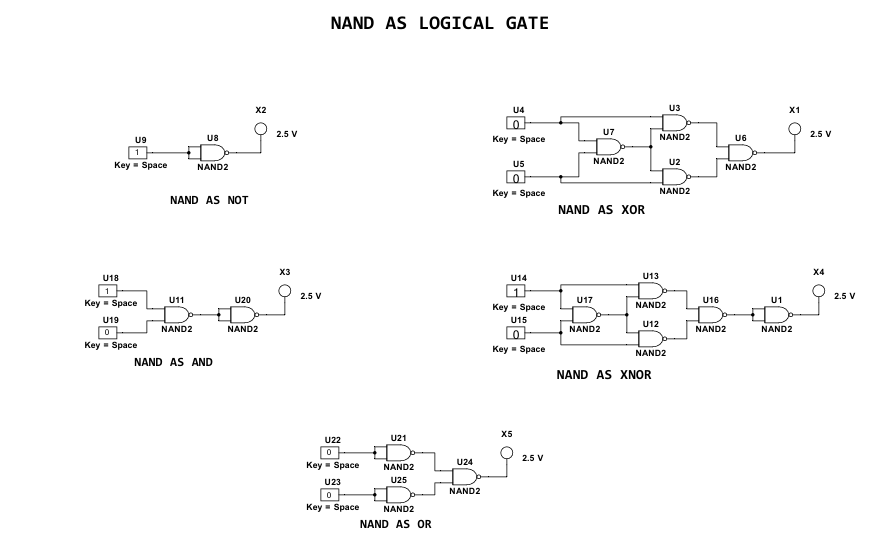 NAND AS LOGICAL GATE
X2
2.5 V
U9
1
Key = Space
U8
NAND2
NAND AS NOT
U4
0
Key = Space
U5
0
Key = Space
U7
NAND2
U3
NAND2
U2
NAND2
U6
NAND2
X1
2.5 V
NAND AS XOR
U18
1
Key = Space
U19
0
Key = Space
U11
NAND2
U20
NAND2
X3
2.5 V
NAND AS AND
U14
1
Key = Space
U15
0
Key = Space
U17
NAND2
U13
NAND2
U12
NAND2
U16
NAND2
U1
NAND2
X4
2.5 V
NAND AS XNOR
U22
0
Key = Space
U23
0
Key = Space
U21
NAND2
U25
NAND2
U24
NAND2
X5
2.5 V
NAND AS OR